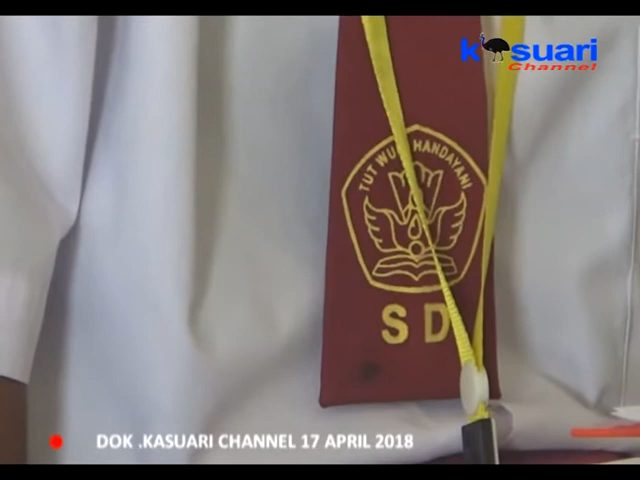 kasuari
Channel
TUT WURI HANDAYANI
SD
DOK .KASUARI CHANNEL 17 APRIL 2018